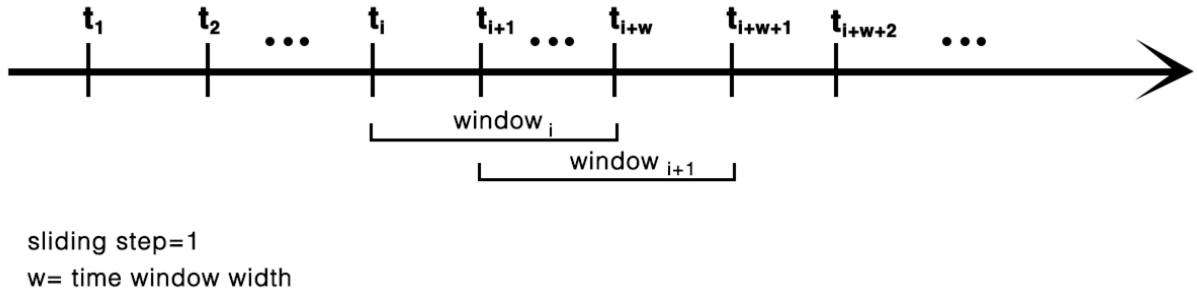 t1 t2 ••• ti ti+1 ••• ti+w ti+w+1 ti+w+2 •••
window i
window i+1
sliding step=1
w= time window width